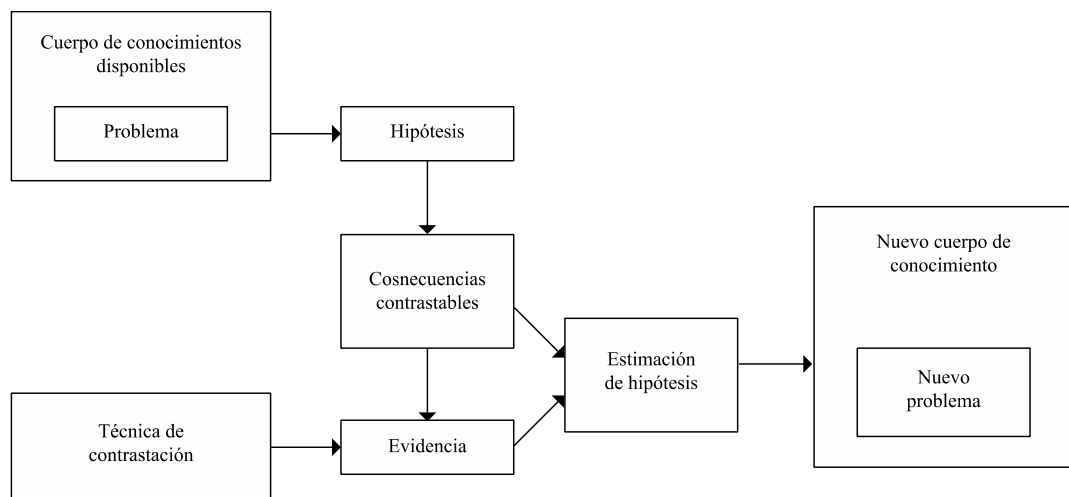 Cuerpo de conocimientos
disponibles
Problema
Hipótesis
Cosnecuencias
contrastables
Nuevo cuerpo de
conocimiento
Estimación
de hipótesis
Nuevo
problema
Técnica de
contrastación
Evidencia